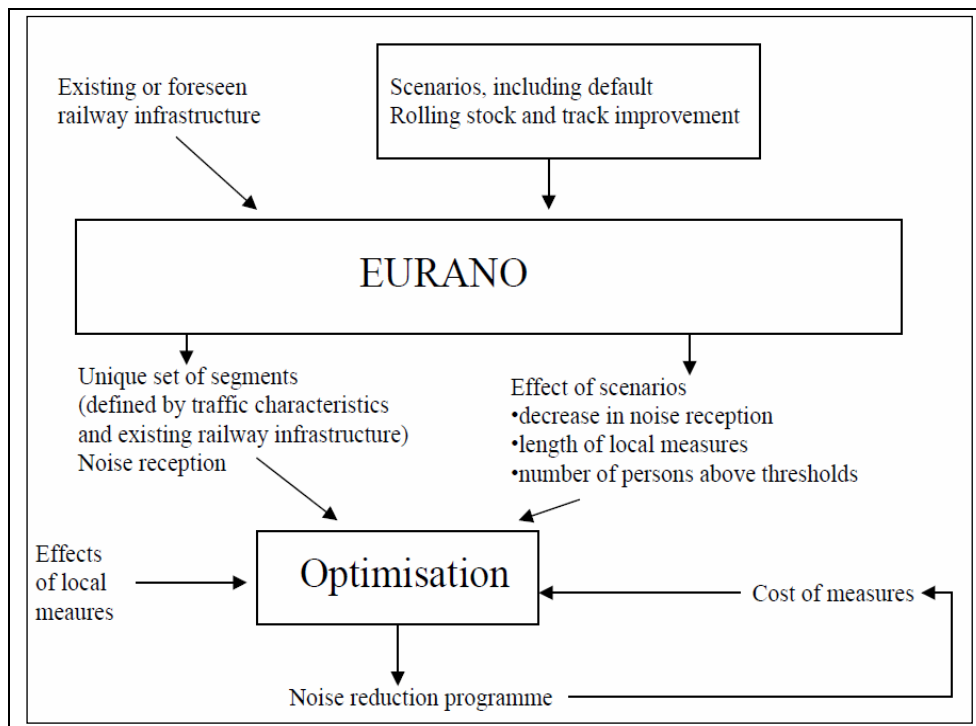 Existing or foreseen
railway infrastructure
Scenarios, including default
Rolling stock and track improvement
EURANO
Unique set of segments
(defined by traffic characteristics
and existing railway infrastructure)
Noise reception
Effect of scenarios
•decrease in noise reception
•length of local measures
•number of persons above thresholds
Effects
of local
meaures
Optimisation
Cost of measures
Noise reduction programme